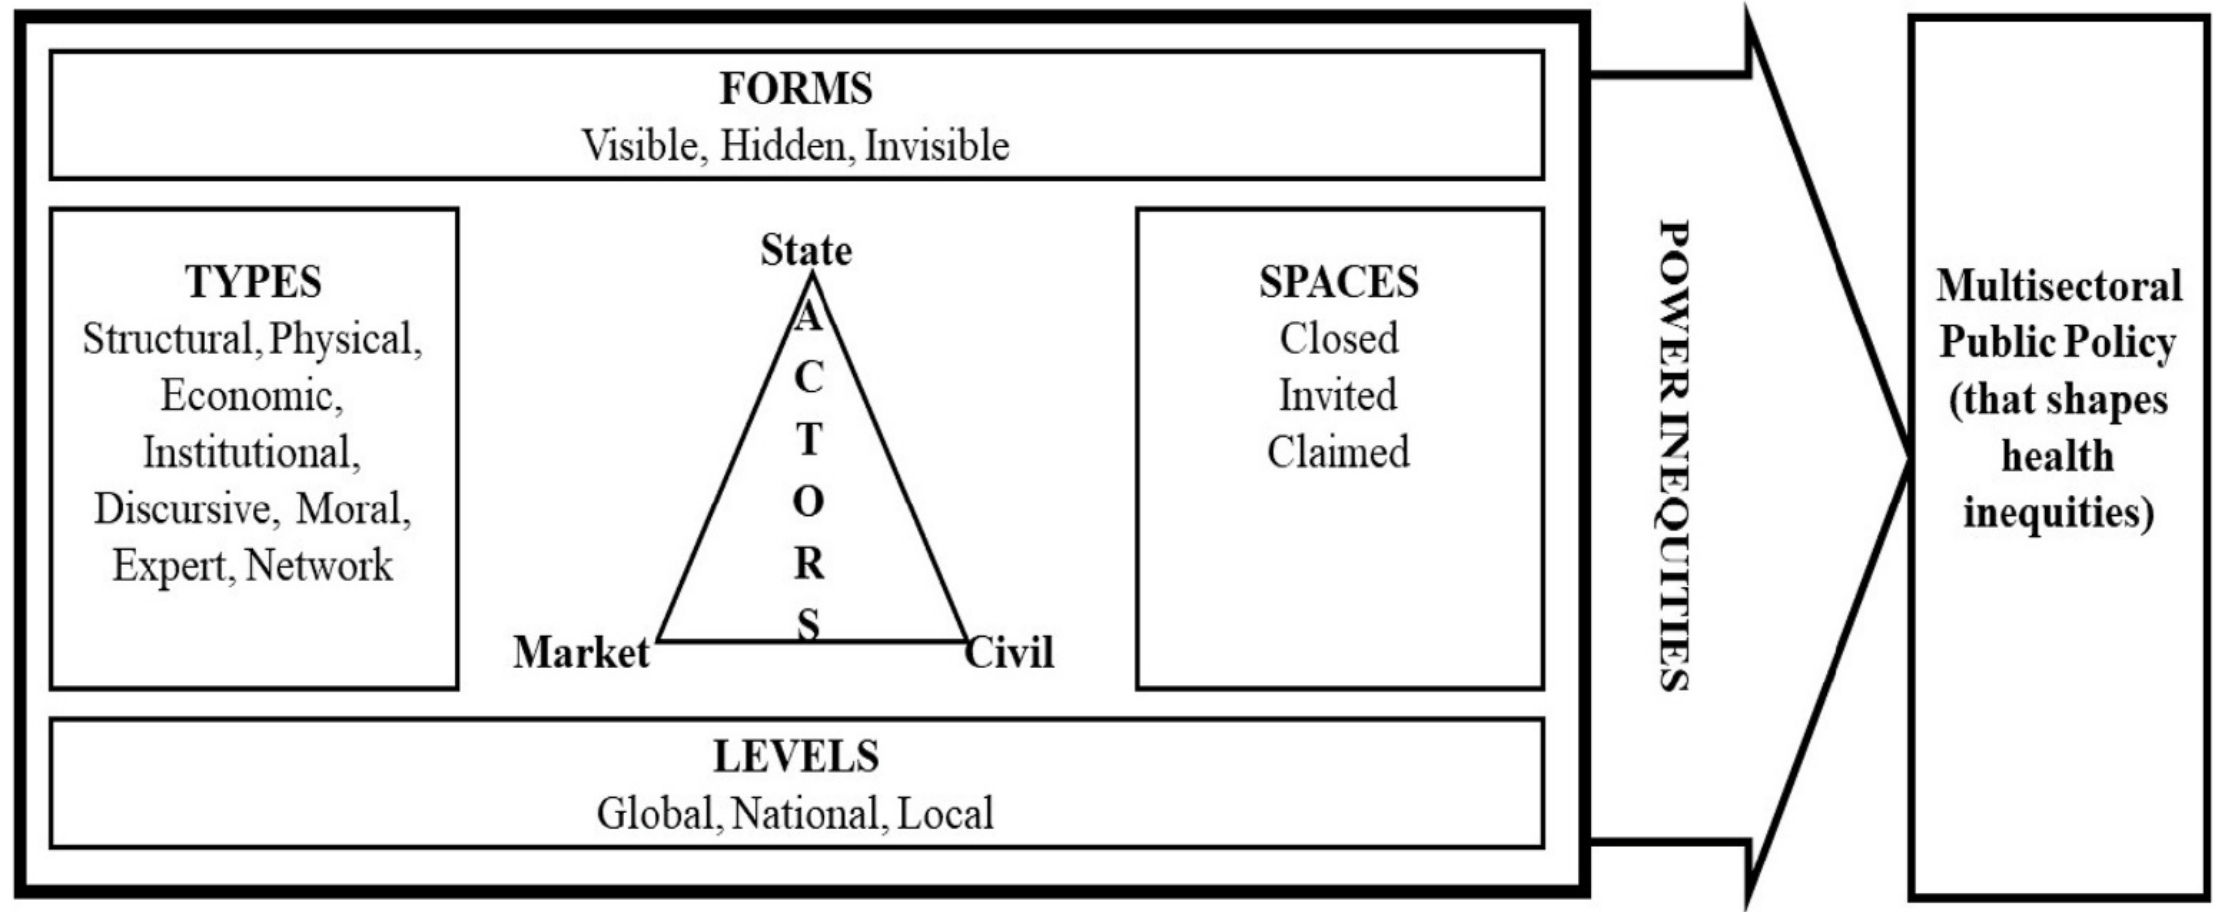 FORMS
Visible, Hidden, Invisible
TYPES
Structural, Physical,
Economic,
Institutional,
Discursive, Moral,
Expert, Network
State
A
C
T
O
R
S
Market
Civil
SPACES
Closed
Invited
Claimed
LEVELS
Global, National, Local
POWER INEQUITIES
Multisectoral
Public Policy
(that shapes
health
inequities)